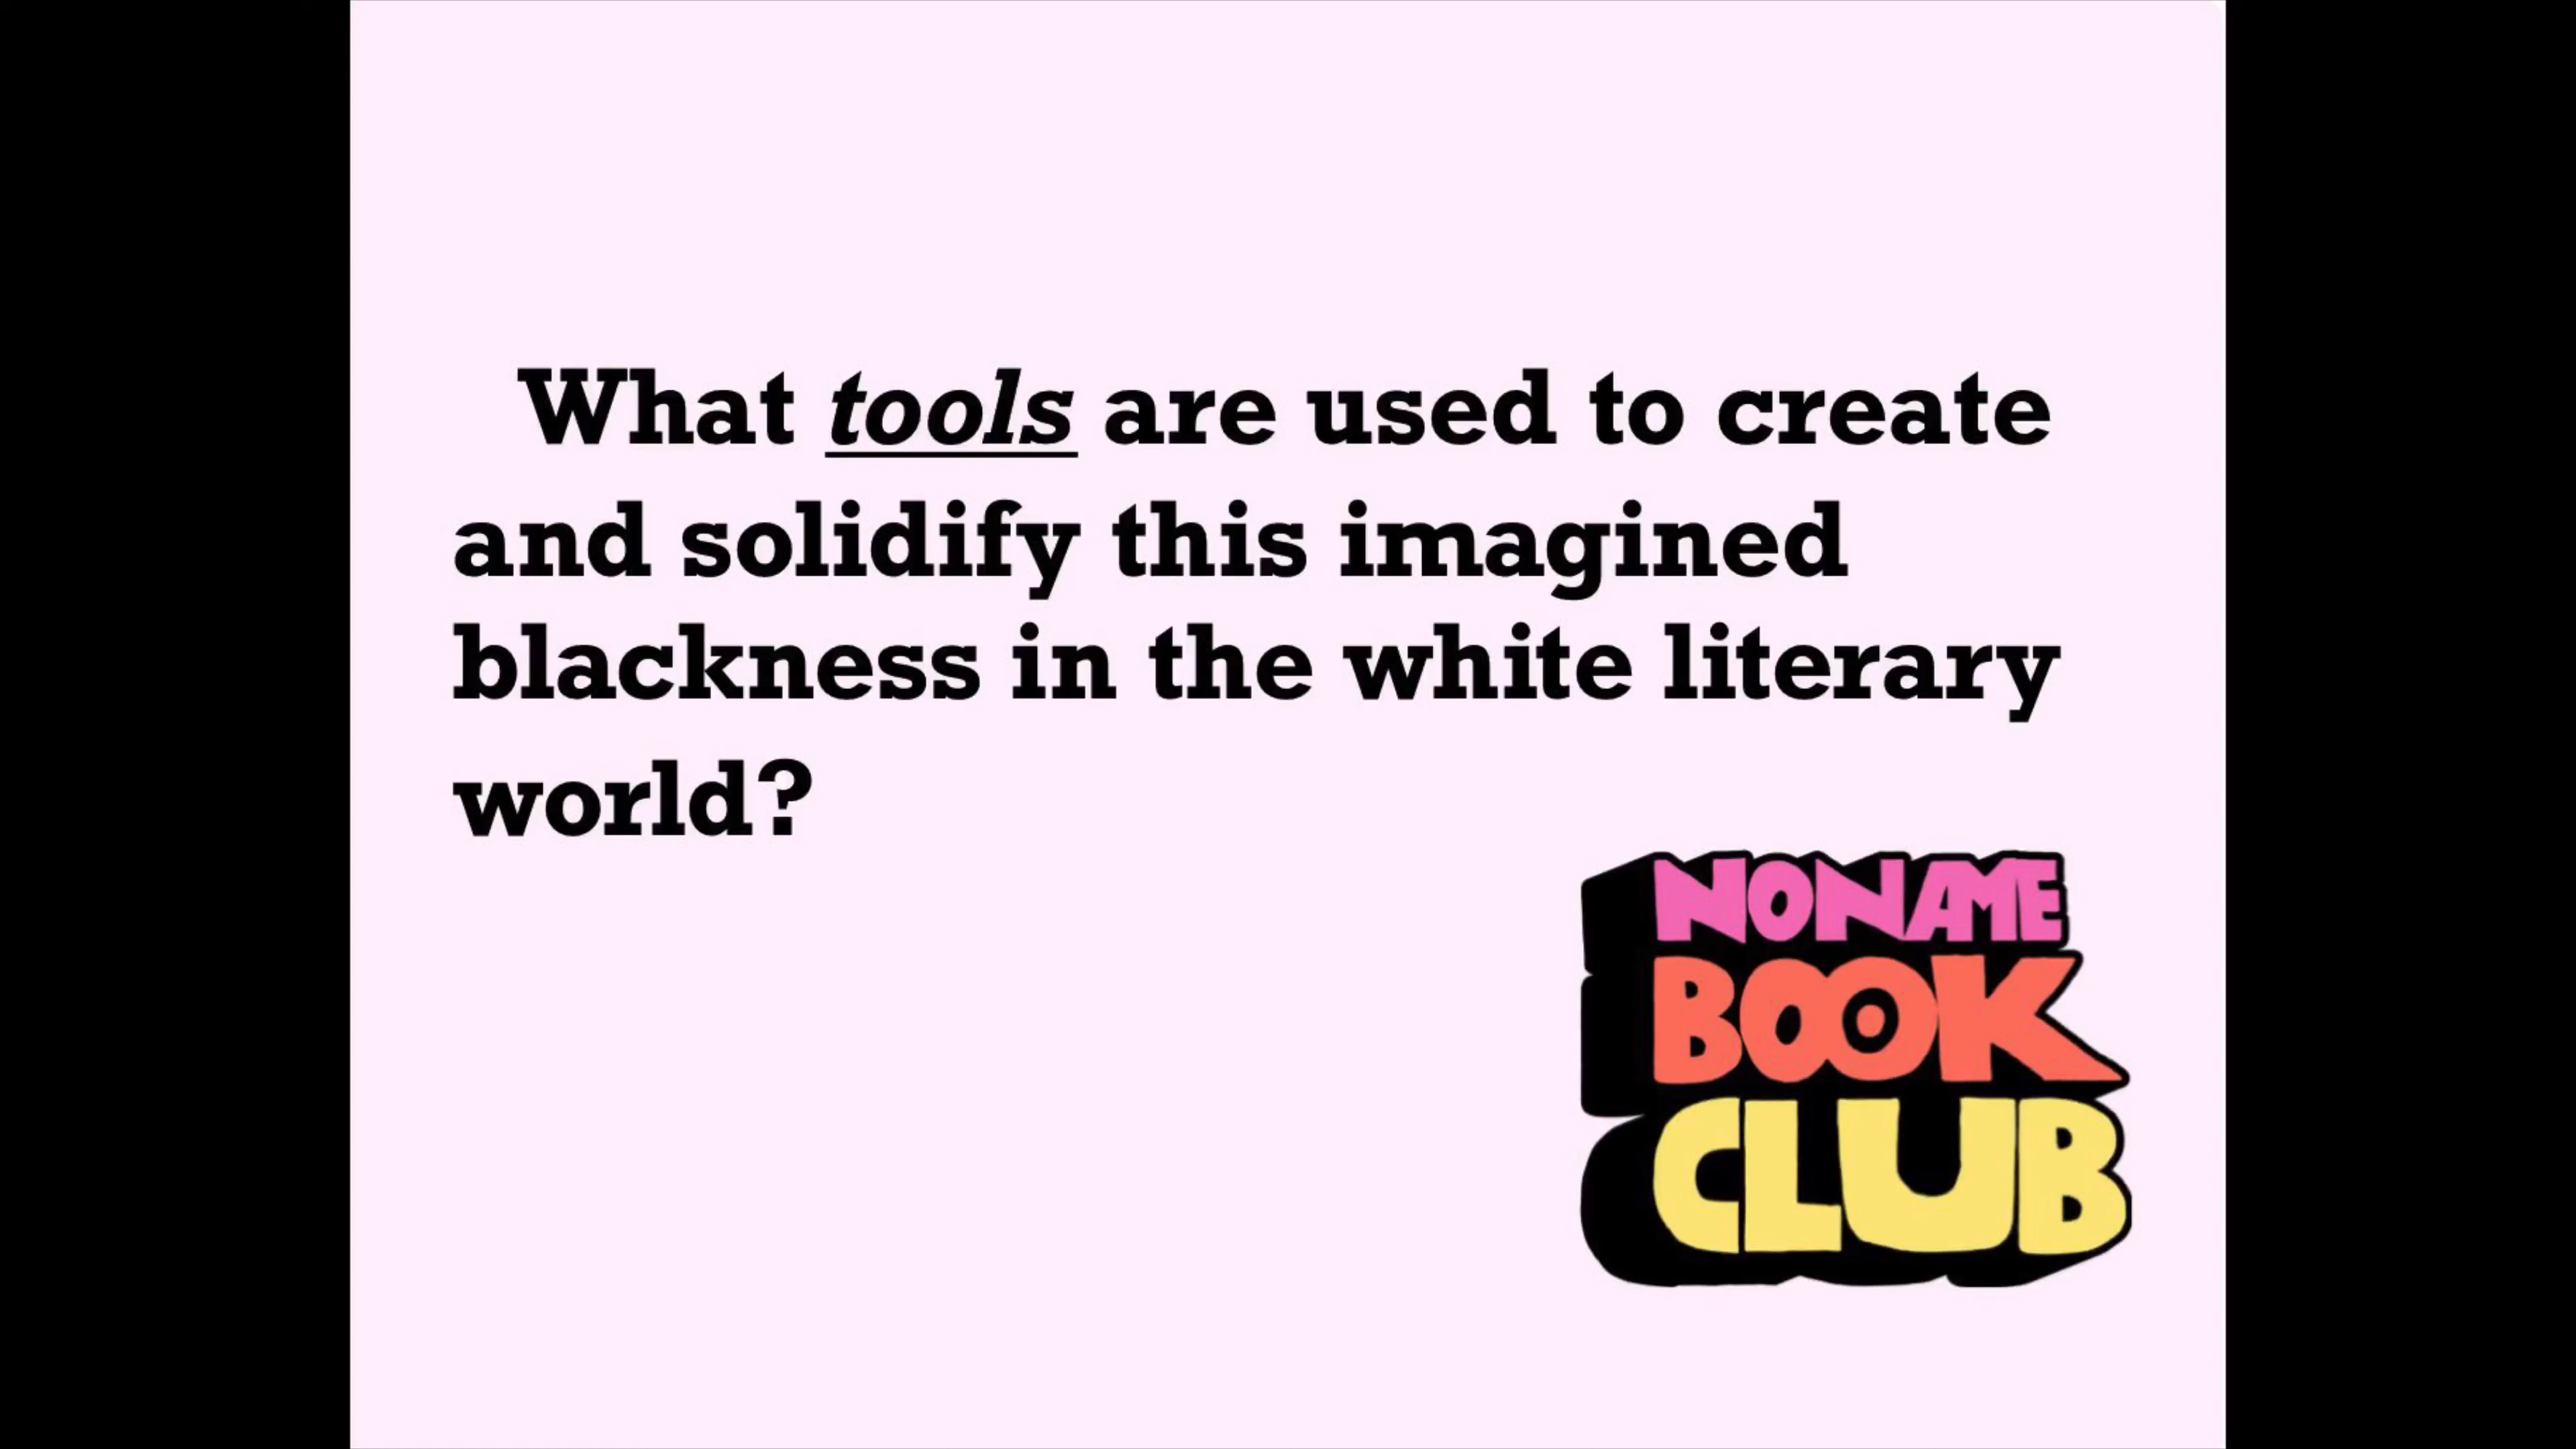 What tools are used to create
and solidify this imagined
blackness in the white literary
world?
NONAME
BOOK
CLUB